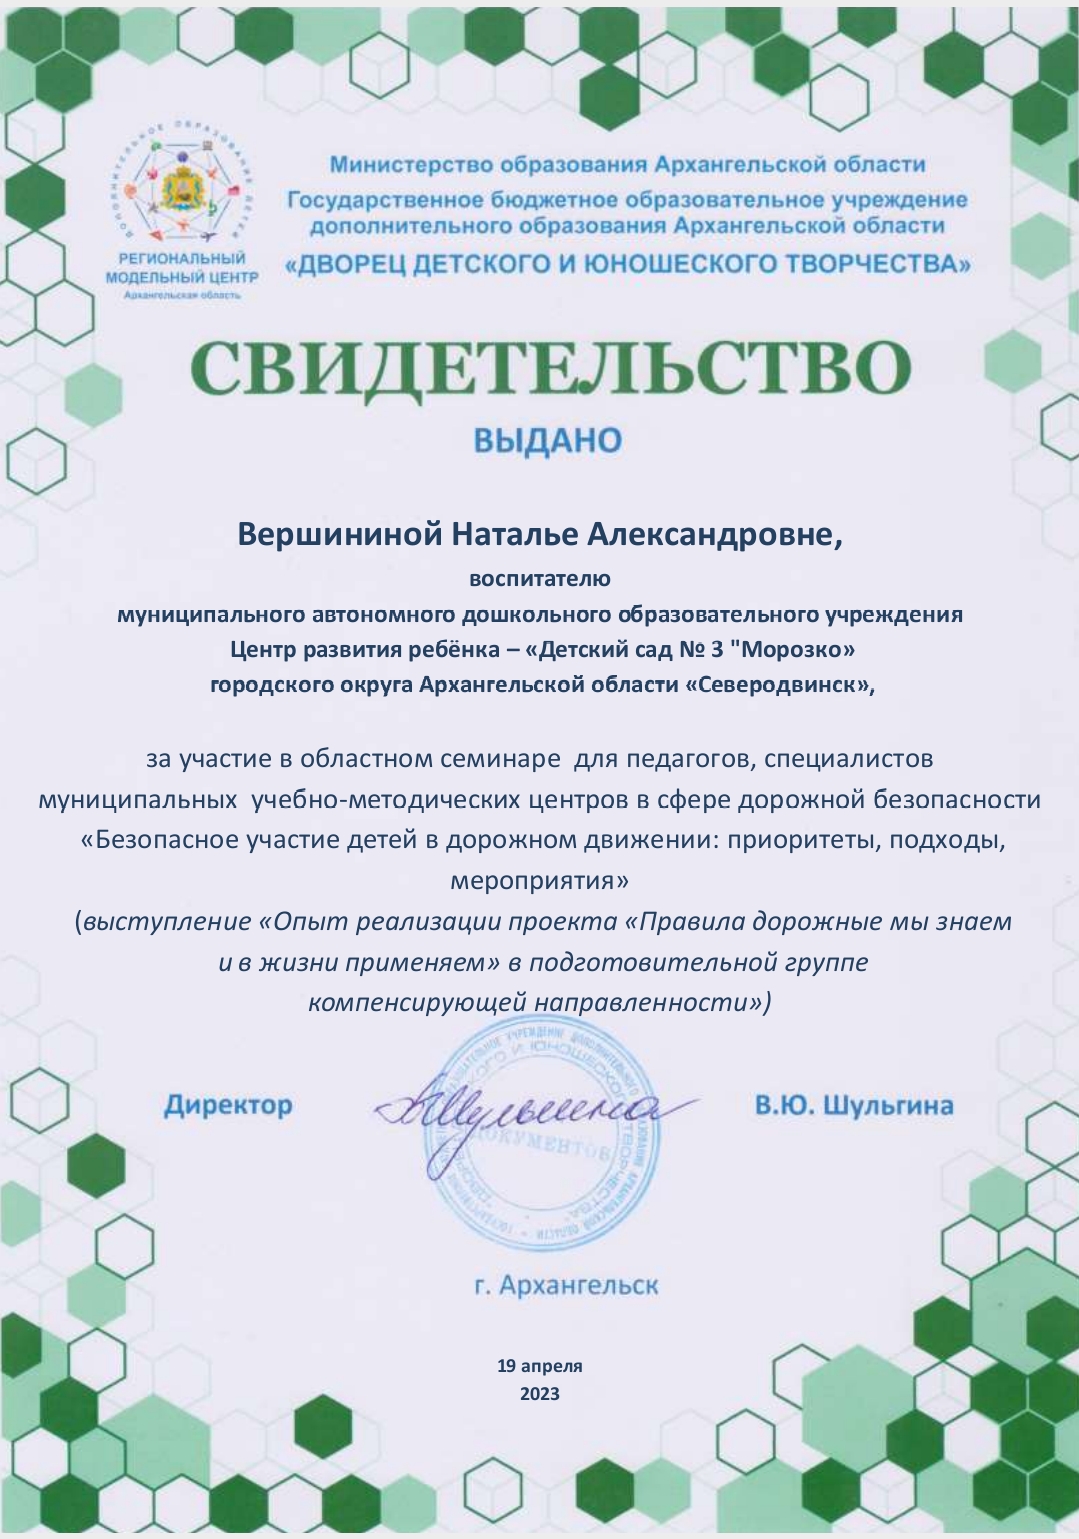 ДОПОЛНИТЕЛЬНОЕ ОБРАЗОВАНИЕ ДЕТЕЙ
РЕГИОНАЛЬНЫЙ
МОДЕЛЬНЫЙ ЦЕНТР
Архангельская область
Министерство образования Архангельской области
Государственное бюджетное образовательное учреждение
дополнительного образования Архангельской области
«ДВОРЕЦ ДЕТСКОГО И ЮНОШЕСКОГО ТВОРЧЕСТВА»
СВИДЕТЕЛЬСТВО
ВЫДАНО
Вершининой Наталье Александровне,
воспитателю
муниципального автономного дошкольного образовательного учреждения
Центр развития ребёнка – «Детский сад № 3 "Морозко»
городского округа Архангельской области «Северодвинск»,
за участие в областном семинаре для педагогов, специалистов
муниципальных учебно-методических центров в сфере дорожной безопасности
«Безопасное участие детей в дорожном движении: приоритеты, подходы,
мероприятия»
(выступление «Опыт реализации проекта «Правила дорожные мы знаем
и в жизни применяем» в подготовительной группе
компенсирующей направленности»)
Директор
В.Ю. Шульгина
ДОКУМЕНТОВ
г. Архангельск
19 апреля
2023